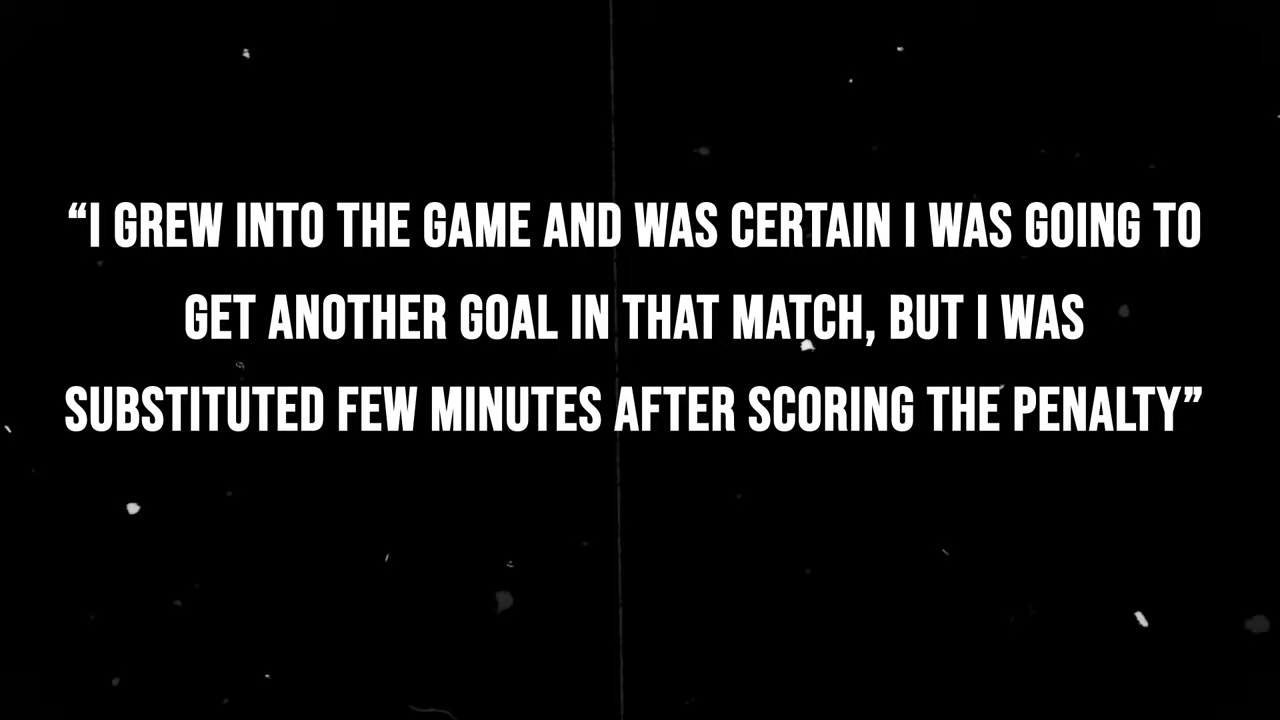 “I GREW INTO THE GAME AND WAS CERTAIN I WAS GOING TO
GET ANOTHER GOAL IN THAT MATCH, BUT I WAS
SUBSTITUTED FEW MINUTES AFTER SCORING THE PENALTY”